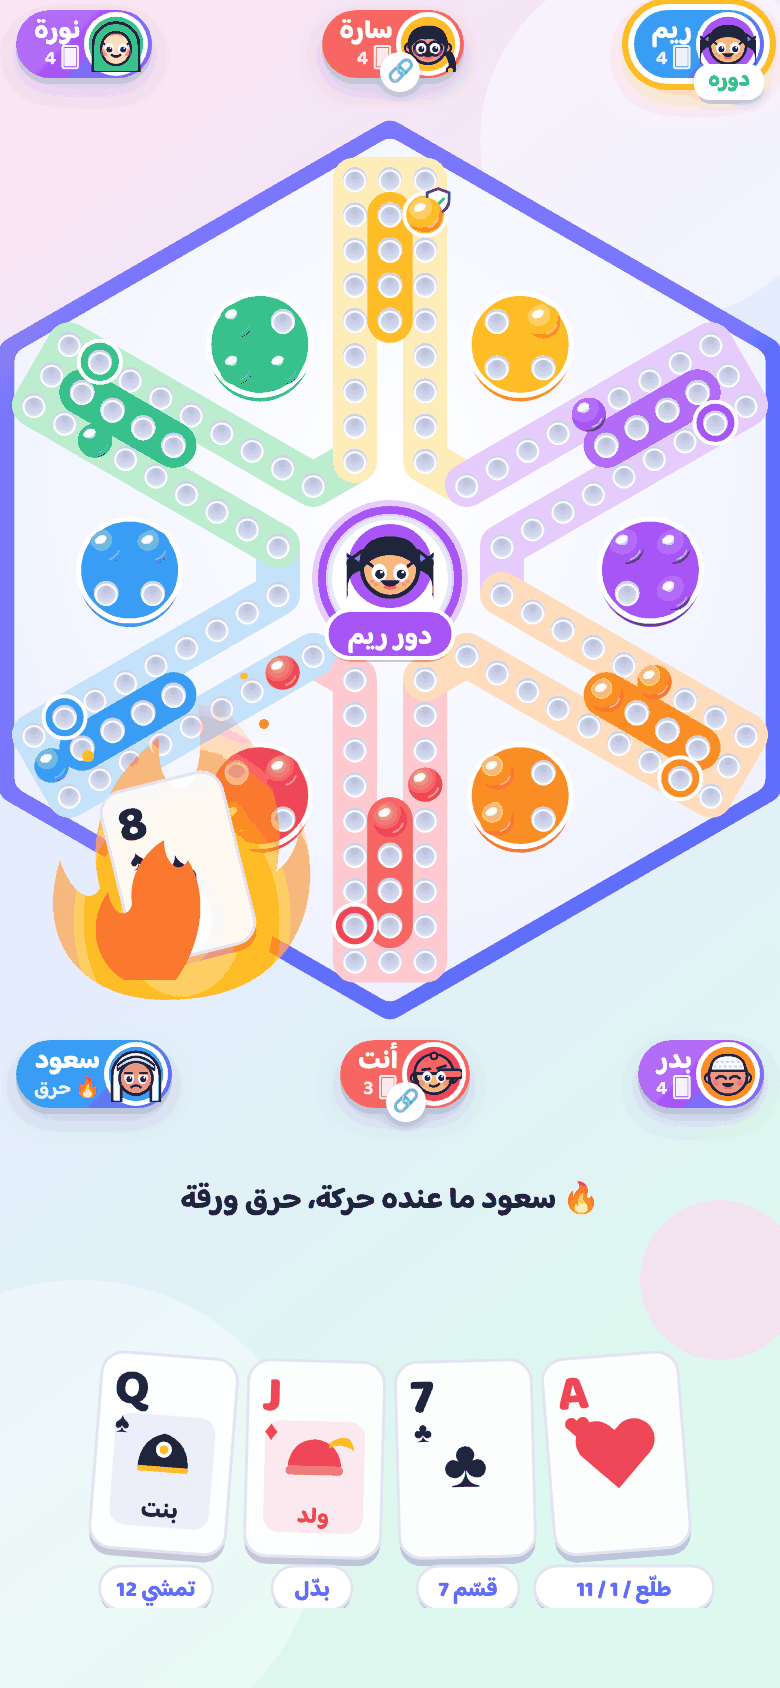 ريم
4
دوره
سارة
4
نورة
4
دور ريم
8
بدر
4
أنت
3
سعود
🔥 حرق
🔥 سعود ما عنده حركة، حرق ورقة
Q
بنت
J
ولد
7
A
تمشي 12
بدّل
قسّم 7
طلّع / 1 / 11